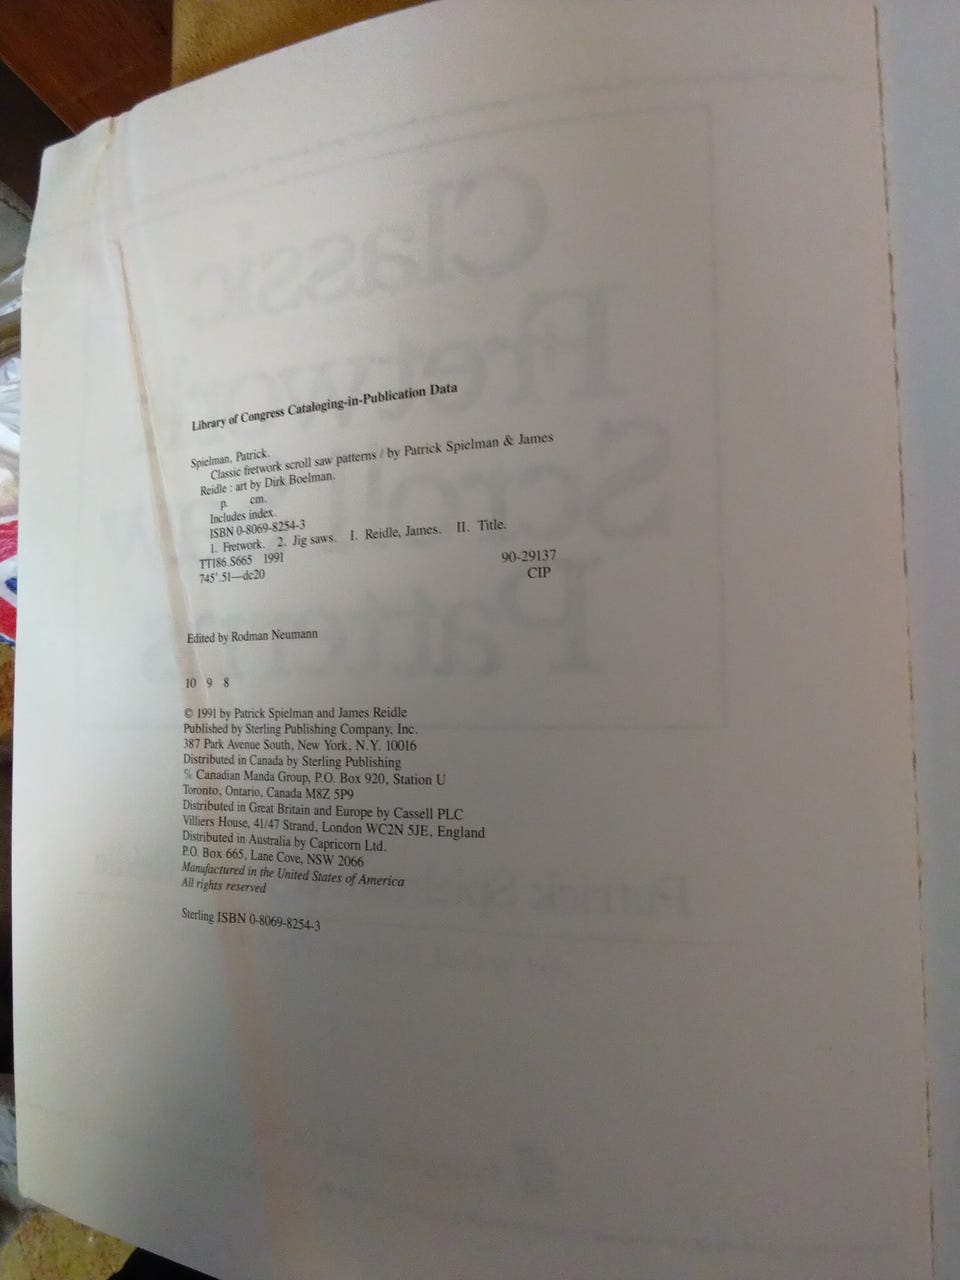 Library of Congress Cataloging-in-Publication Data
Spielman, Patrick.
Classic fretwork scroll saw patterns / by Patrick Spielman & James
Reidle : art by Dirk Boelman.
p. cm.
Includes index.
ISBN 0-8069-8254-3
1. Fretwork. 2. Jig saws. I. Reidle, James. II. Title.
TT186.S665 1991 90-29137
745'.51—dc20 CIP
Edited by Rodman Neumann
10 9 8
© 1991 by Patrick Spielman and James Reidle
Published by Sterling Publishing Company, Inc.
387 Park Avenue South, New York, N.Y. 10016
Distributed in Canada by Sterling Publishing
℅ Canadian Manda Group, P.O. Box 920, Station U
Toronto, Ontario, Canada M8Z 5P9
Distributed in Great Britain and Europe by Cassell PLC
Villiers House, 41/47 Strand, London WC2N 5JE, England
Distributed in Australia by Capricorn Ltd.
P.O. Box 665, Lane Cove, NSW 2066
Manufactured in the United States of America
All rights reserved
Sterling ISBN 0-8069-8254-3
Classic
Fretwor
Scroll
Patterns
Patrick Spiel